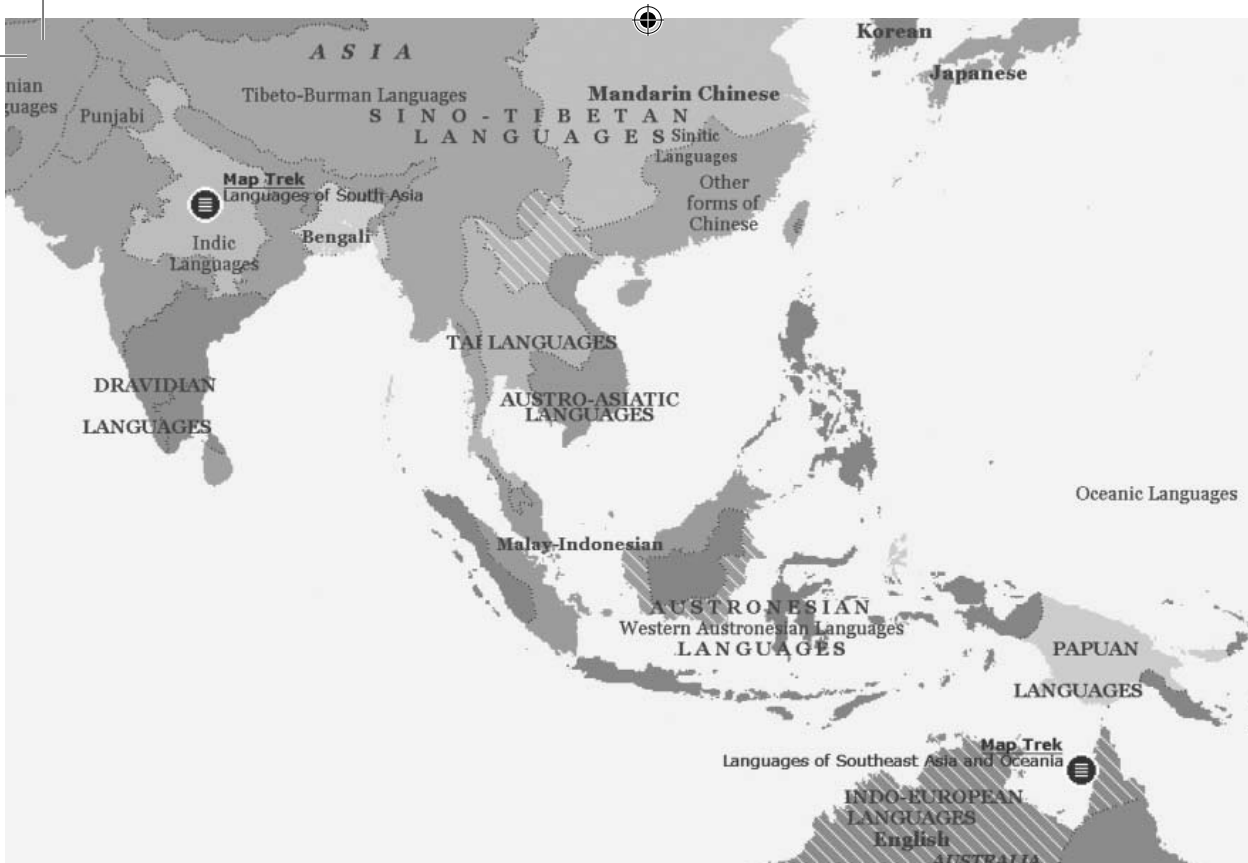 Korean
ASIA
Japanese
nian
guages
Punjabi
Tibeto-Burman Languages
Mandarin Chinese
SINO-TIBETAN
LANGUAGES
Sinitic
Languages
Map Trek
Languages of South Asia
Other
forms of
Chinese
Bengali
Indic
Languages
TAI LANGUAGES
DRAVIDIAN
LANGUAGES
AUSTRO-ASIATIC
LANGUAGES
Oceanic Languages
Malay-Indonesian
AUSTRONESIAN
Western Austronesian Languages
LANGUAGES
PAPUAN
LANGUAGES
Map Trek
Languages of Southeast Asia and Oceania
INDO-EUROPEAN
LANGUAGES
English
AUSTRALIA